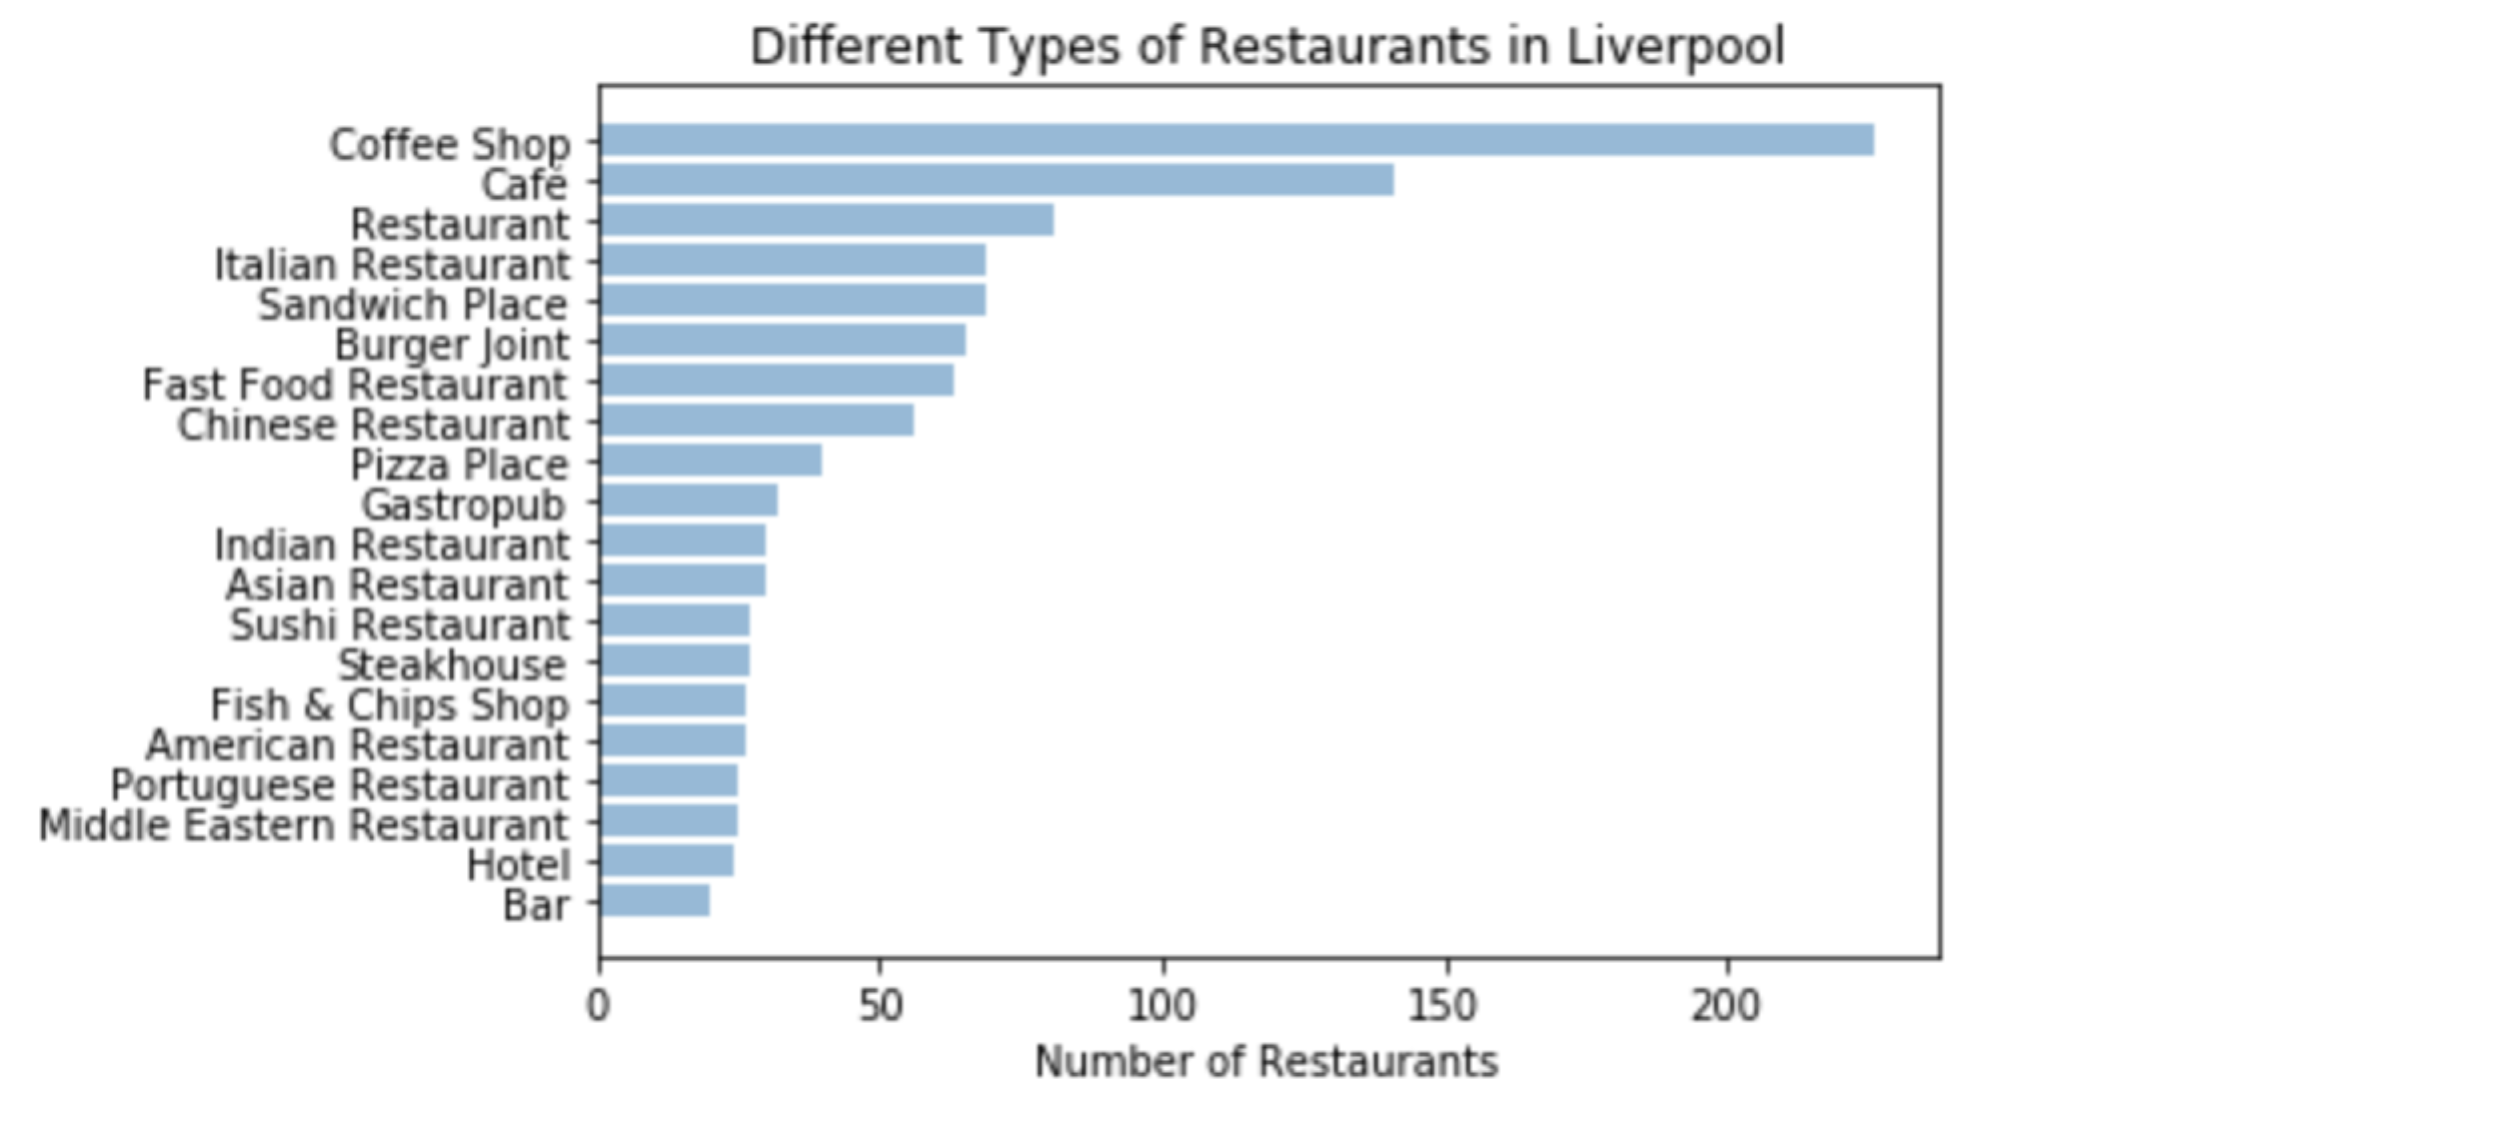 Different Types of Restaurants in Liverpool
Coffee Shop
Café
Restaurant
Italian Restaurant
Sandwich Place
Burger Joint
Fast Food Restaurant
Chinese Restaurant
Pizza Place
Gastropub
Indian Restaurant
Asian Restaurant
Sushi Restaurant
Steakhouse
Fish & Chips Shop
American Restaurant
Portuguese Restaurant
Middle Eastern Restaurant
Hotel
Bar
0 50 100 150 200
Number of Restaurants